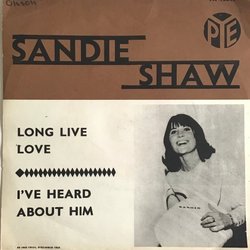 Olsson
PYE
SANDIE
SHAW
LONG LIVE
LOVE
I'VE HEARD
ABOUT HIM